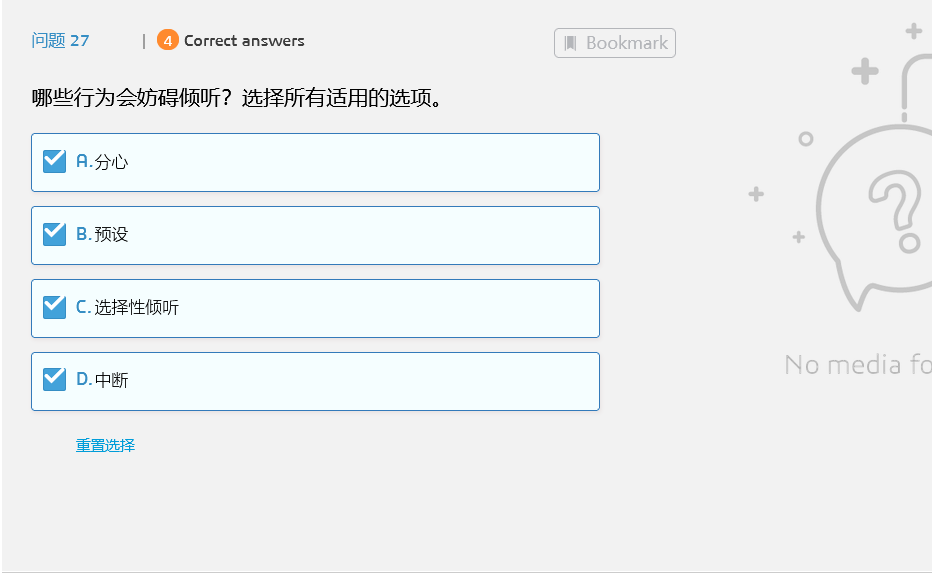 问题 27 | 4 Correct answers
Bookmark
哪些行为会妨碍倾听？选择所有适用的选项。
A.分心
B.预设
C.选择性倾听
D.中断
重置选择
No media fo